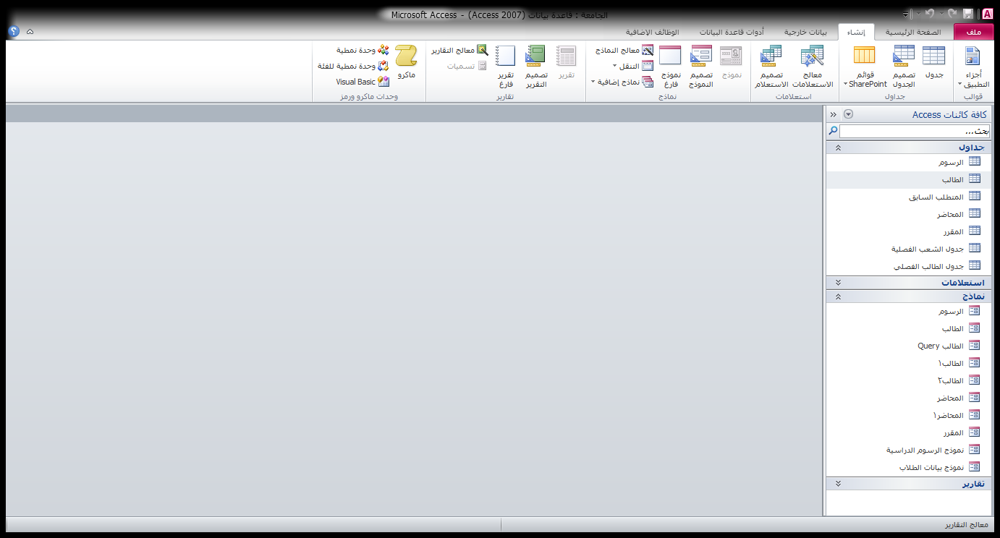 الجامعة : قاعدة بيانات (Access 2007) - Microsoft Access
ملف
الصفحة الرئيسية
إنشاء
بيانات خارجية
أدوات قاعدة البيانات
الوظائف الإضافية
أجزاء التطبيق
قوالب
جدول
تصميم الجدول
قوائم SharePoint
جداول
معالج الاستعلامات
تصميم الاستعلام
استعلامات
نموذج
تصميم النموذج
نموذج فارغ
معالج النماذج
التنقل
نماذج إضافية
نماذج
تقرير
تصميم التقرير
تقرير فارغ
معالج التقارير
تسميات
تقارير
ماكرو
وحدة نمطية
وحدة نمطية للفئة
Visual Basic
وحدات ماكرو ورمز
كافة كائنات Access
بحث...
جداول
الرسوم
الطالب
المتطلب السابق
المحاضر
المقرر
جدول الشعب الفصلية
جدول الطالب الفصلي
استعلامات
نماذج
الرسوم
الطالب
الطالب Query
الطالب١
الطالب٢
المحاضر
المحاضر١
المقرر
نموذج الرسوم الدراسية
نموذج بيانات الطلاب
تقارير
معالج التقارير